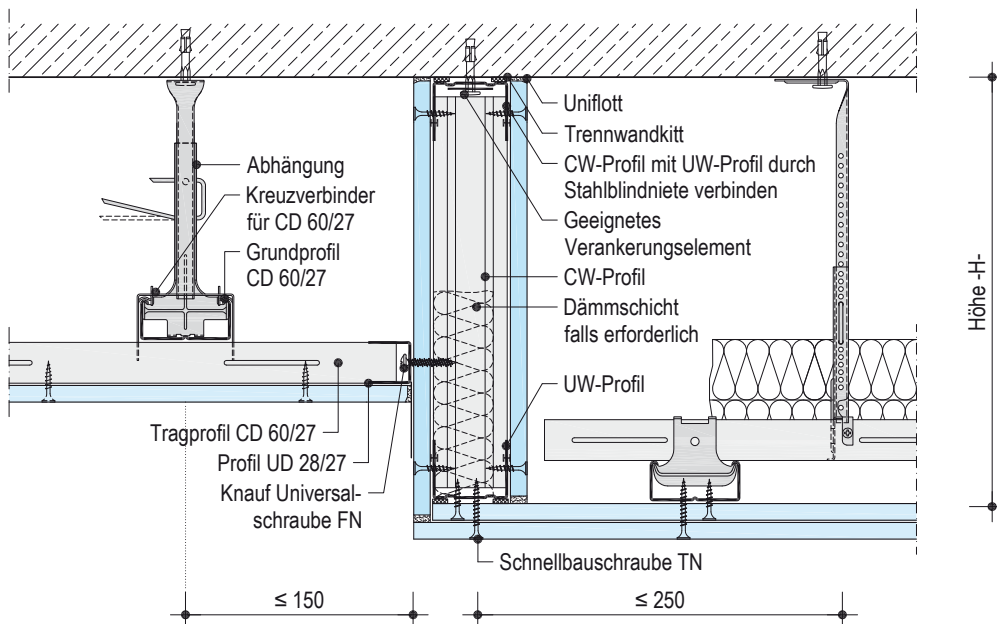 Uniflott
Trennwandkitt
CW-Profil mit UW-Profil durch
Stahlblindniete verbinden
Geeignetes
Verankerungselement
CW-Profil
Dämmschicht
falls erforderlich
UW-Profil
Abhängung
Kreuzverbinder
für CD 60/27
Grundprofil
CD 60/27
Tragprofil CD 60/27
Profil UD 28/27
Knauf Universal-
schraube FN
Schnellbauschraube TN
Höhe -H-
≤ 150
≤ 250